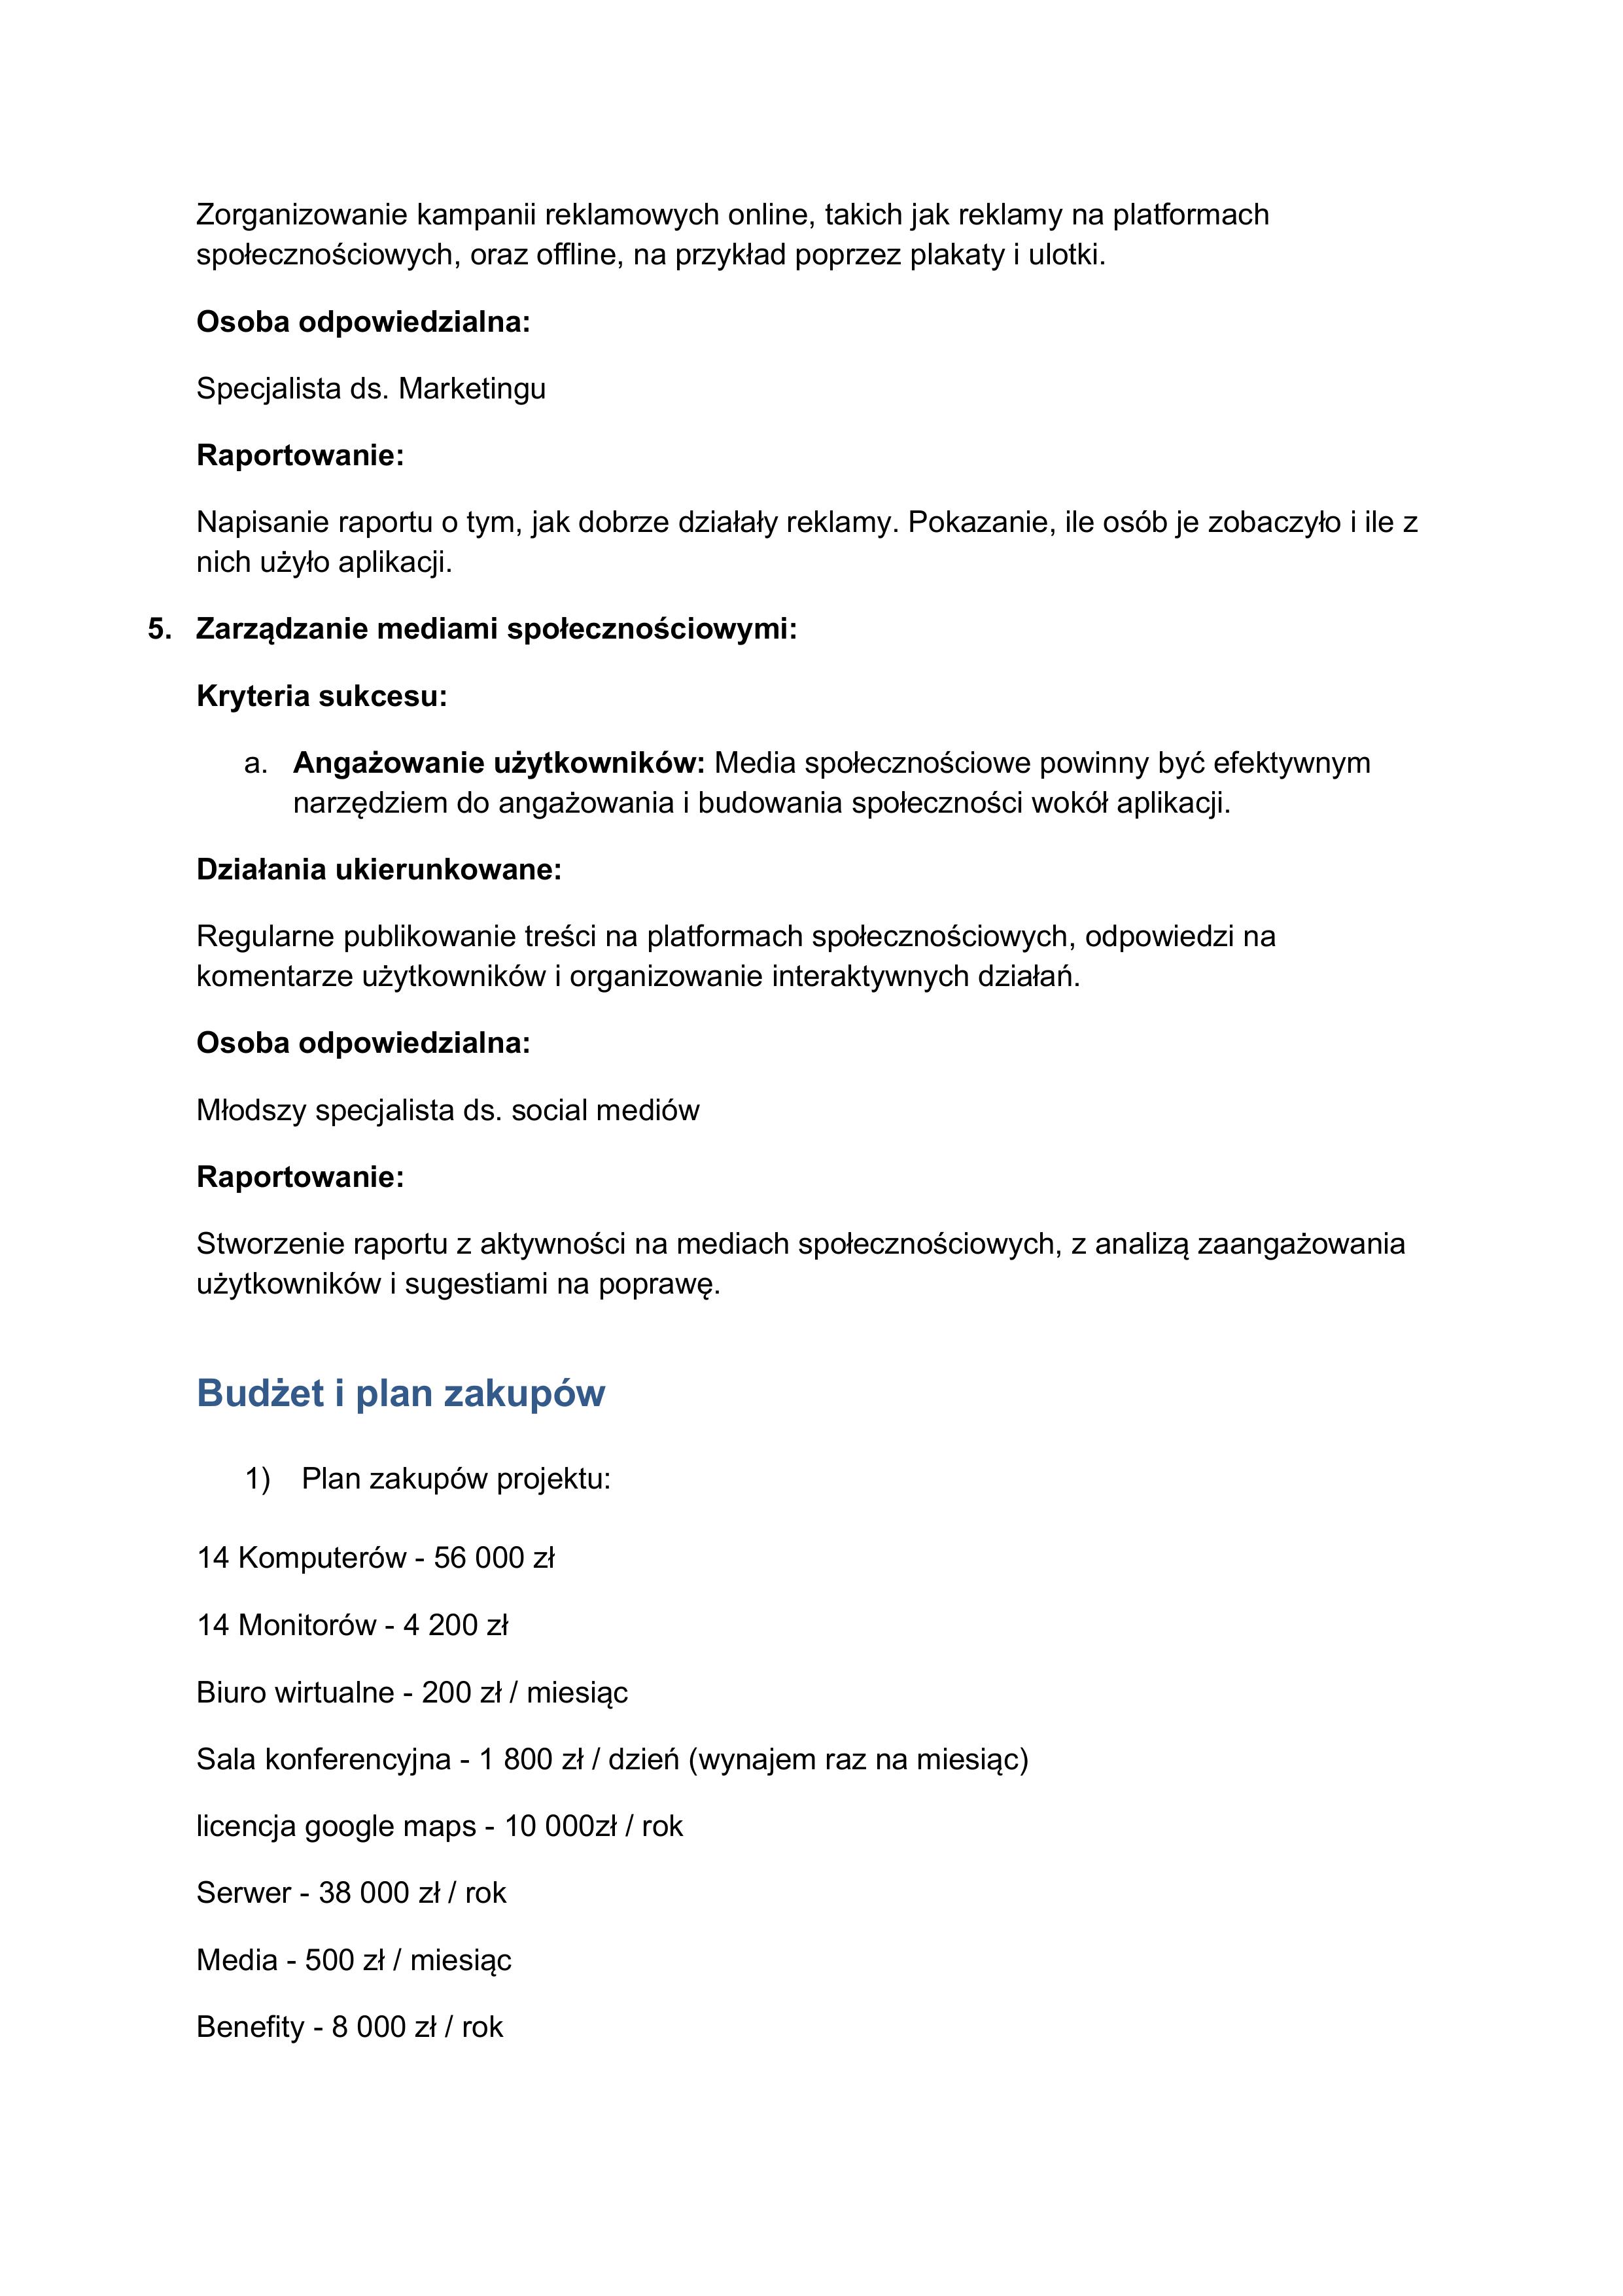 Zorganizowanie kampanii reklamowych online, takich jak reklamy na platformach
społecznościowych, oraz offline, na przykład poprzez plakaty i ulotki.
Osoba odpowiedzialna:
Specjalista ds. Marketingu
Raportowanie:
Napisanie raportu o tym, jak dobrze działały reklamy. Pokazanie, ile osób je zobaczyło i ile z
nich użyło aplikacji.
5. Zarządzanie mediami społecznościowymi:
Kryteria sukcesu:
a. Angażowanie użytkowników: Media społecznościowe powinny być efektywnym
narzędziem do angażowania i budowania społeczności wokół aplikacji.
Działania ukierunkowane:
Regularne publikowanie treści na platformach społecznościowych, odpowiedzi na
komentarze użytkowników i organizowanie interaktywnych działań.
Osoba odpowiedzialna:
Młodszy specjalista ds. social mediów
Raportowanie:
Stworzenie raportu z aktywności na mediach społecznościowych, z analizą zaangażowania
użytkowników i sugestiami na poprawę.
Budżet i plan zakupów
1) Plan zakupów projektu:
14 Komputerów - 56 000 zł
14 Monitorów - 4 200 zł
Biuro wirtualne - 200 zł / miesiąc
Sala konferencyjna - 1 800 zł / dzień (wynajem raz na miesiąc)
licencja google maps - 10 000zł / rok
Serwer - 38 000 zł / rok
Media - 500 zł / miesiąc
Benefity - 8 000 zł / rok